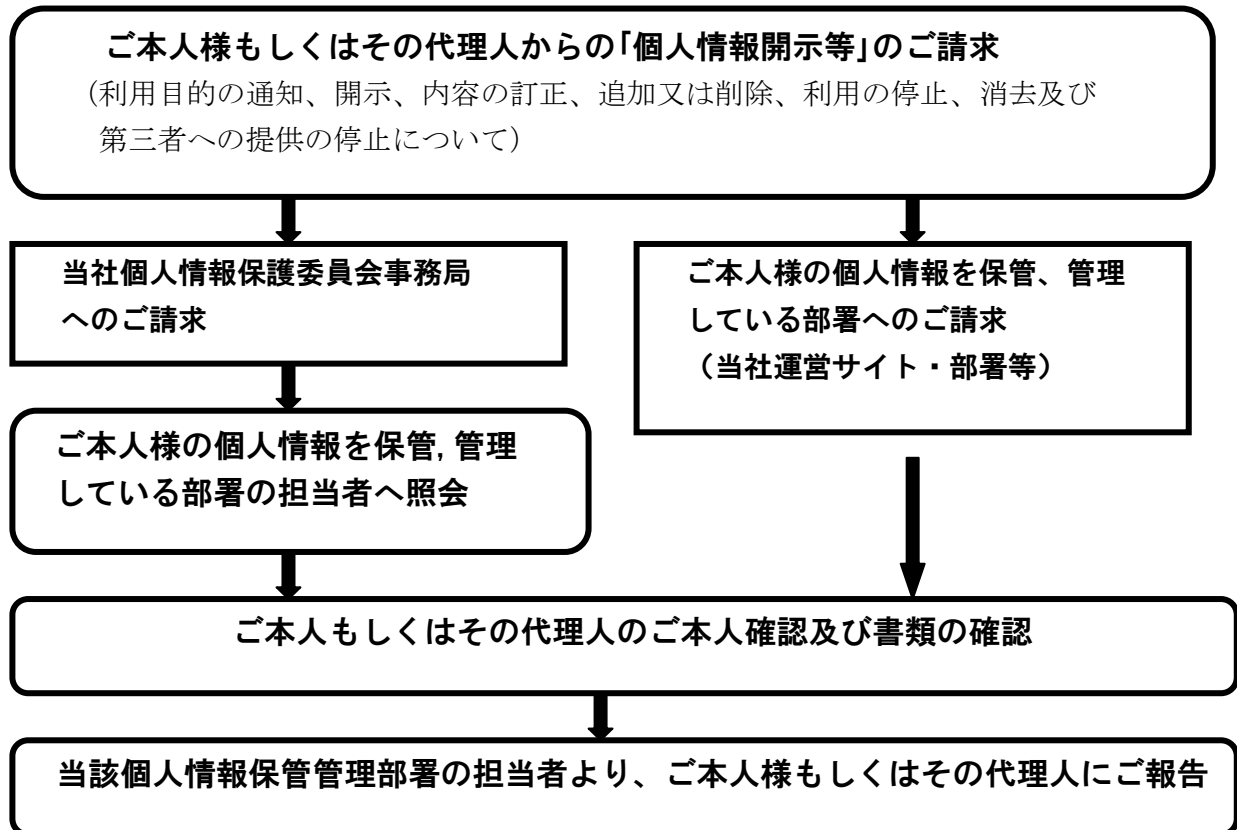 ご本人様もしくはその代理人からの「個人情報開示等」のご請求
(利用目的の通知、開示、内容の訂正、追加又は削除、利用の停止、消去及び
第三者への提供の停止について)
当社個人情報保護委員会事務局
へのご請求
ご本人様の個人情報を保管、管理
している部署へのご請求
（当社運営サイト・部署等）
ご本人様の個人情報を保管,管理
している部署の担当者へ照会
ご本人もしくはその代理人のご本人確認及び書類の確認
当該個人情報保管管理部署の担当者より、ご本人様もしくはその代理人にご報告